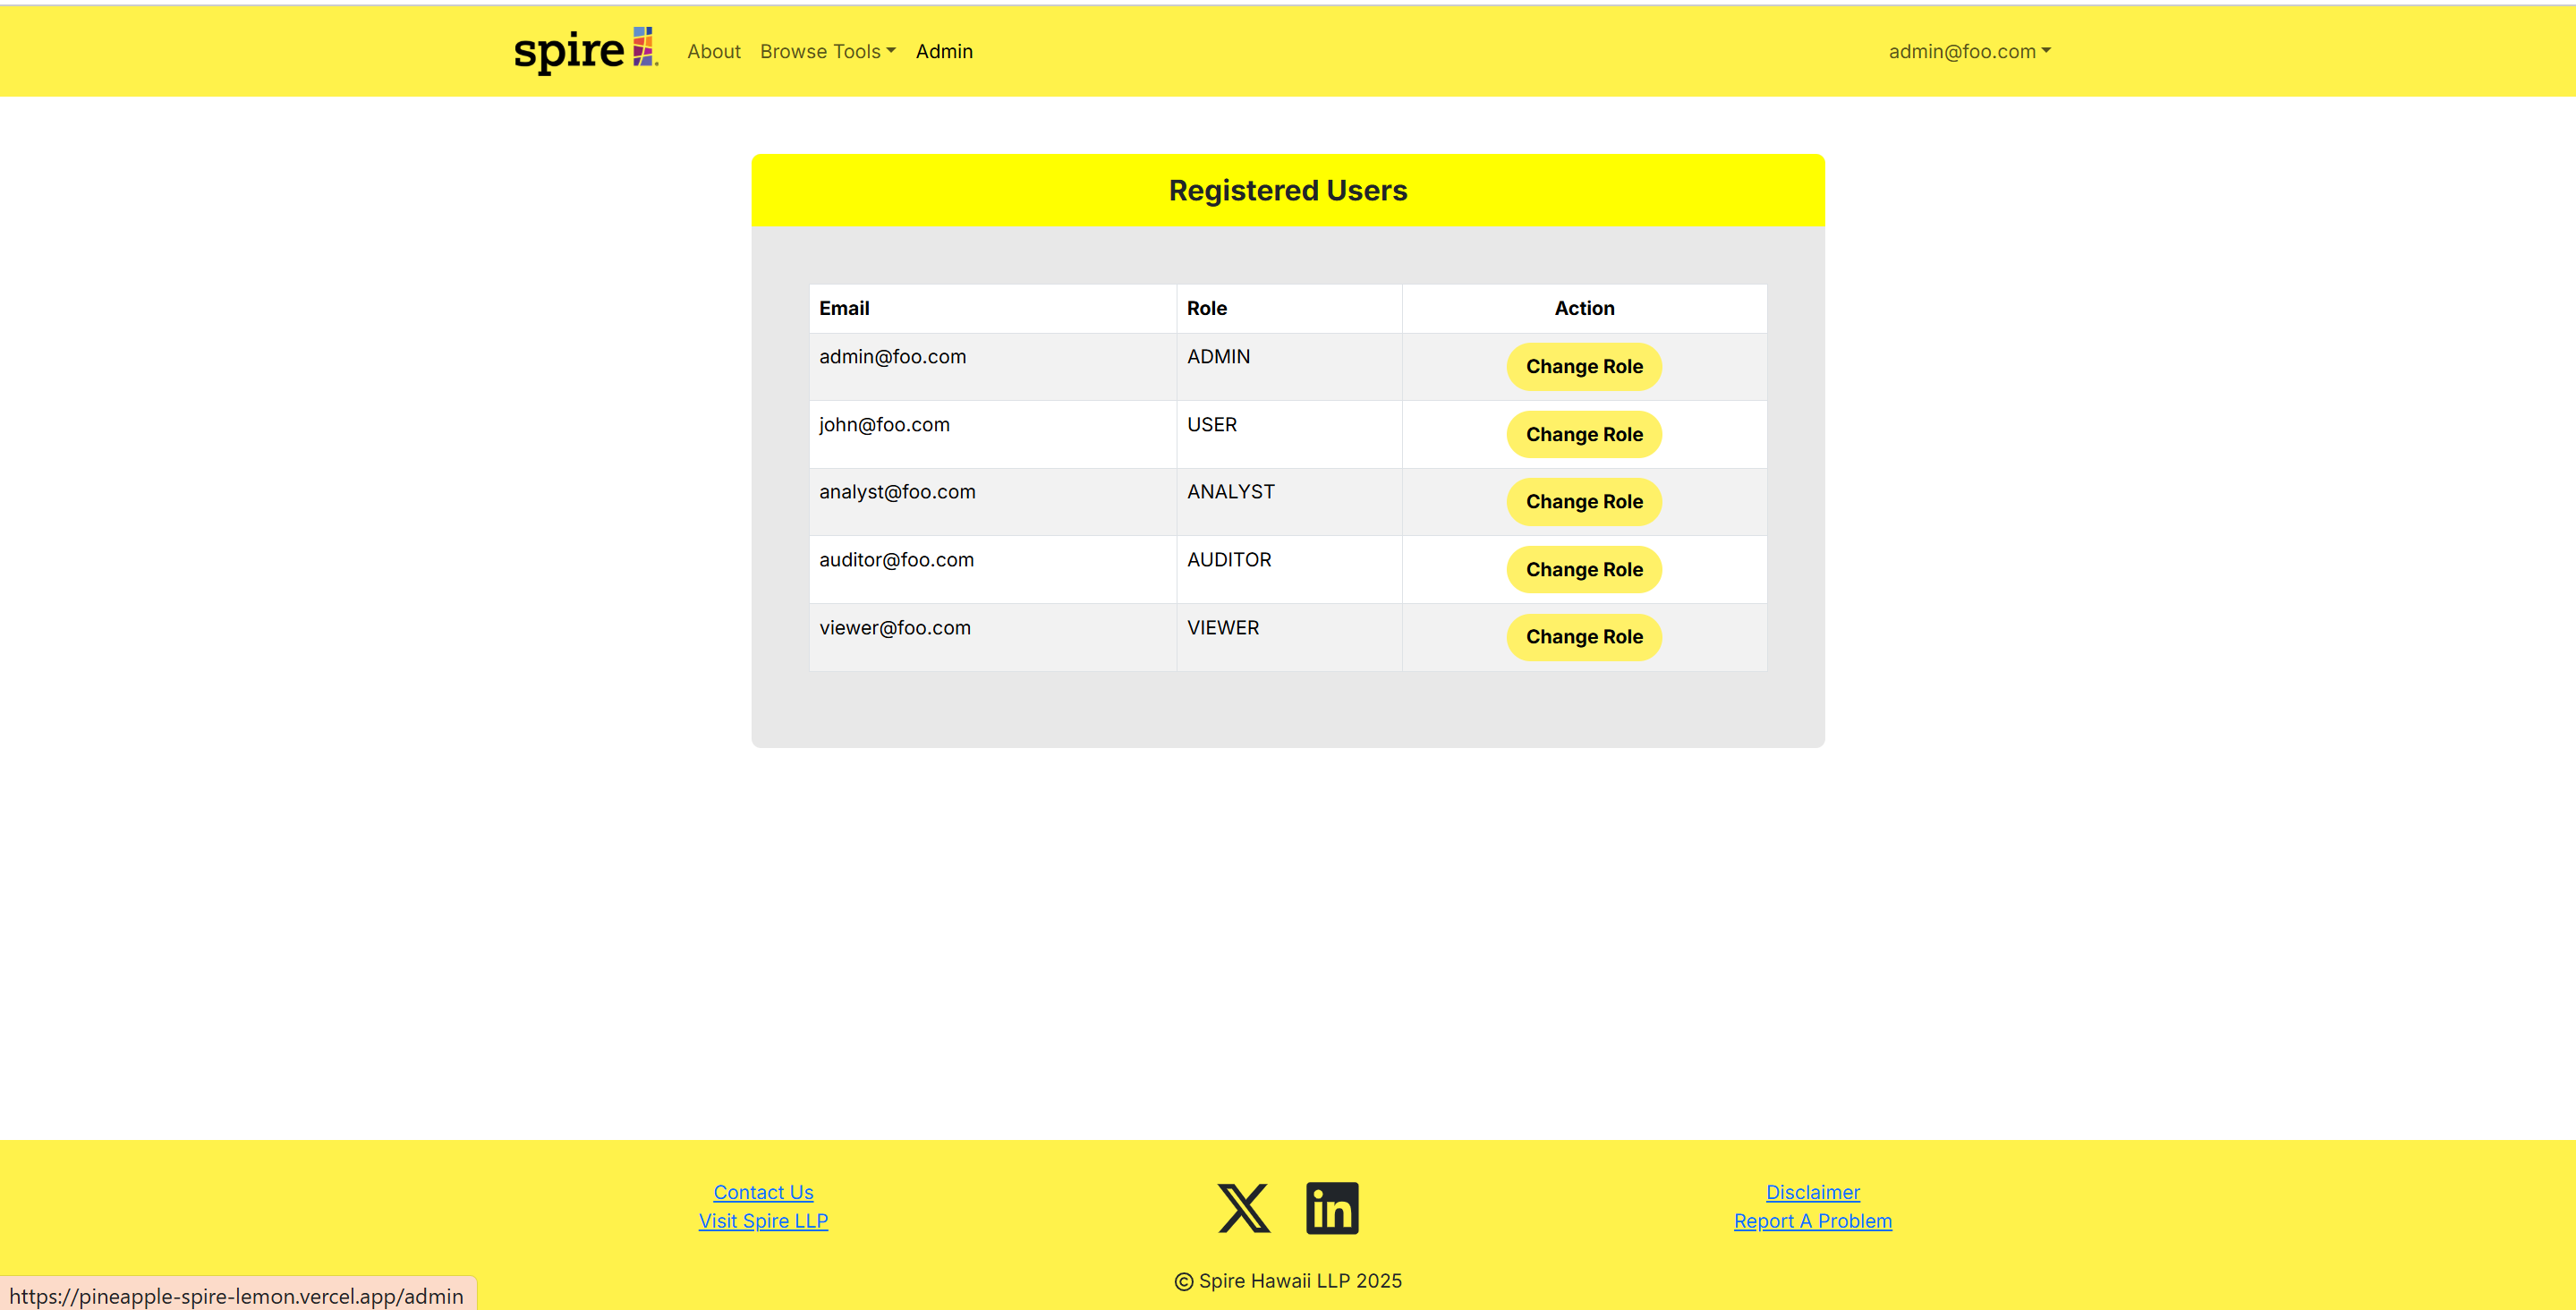 spire
About Browse Tools Admin admin@foo.com
Registered Users
Email Role Action
admin@foo.com ADMIN Change Role
john@foo.com USER Change Role
analyst@foo.com ANALYST Change Role
auditor@foo.com AUDITOR Change Role
viewer@foo.com VIEWER Change Role
Contact Us
Visit Spire LLP
X in
Disclaimer
Report A Problem
© Spire Hawaii LLP 2025
https://pineapple-spire-lemon.vercel.app/admin